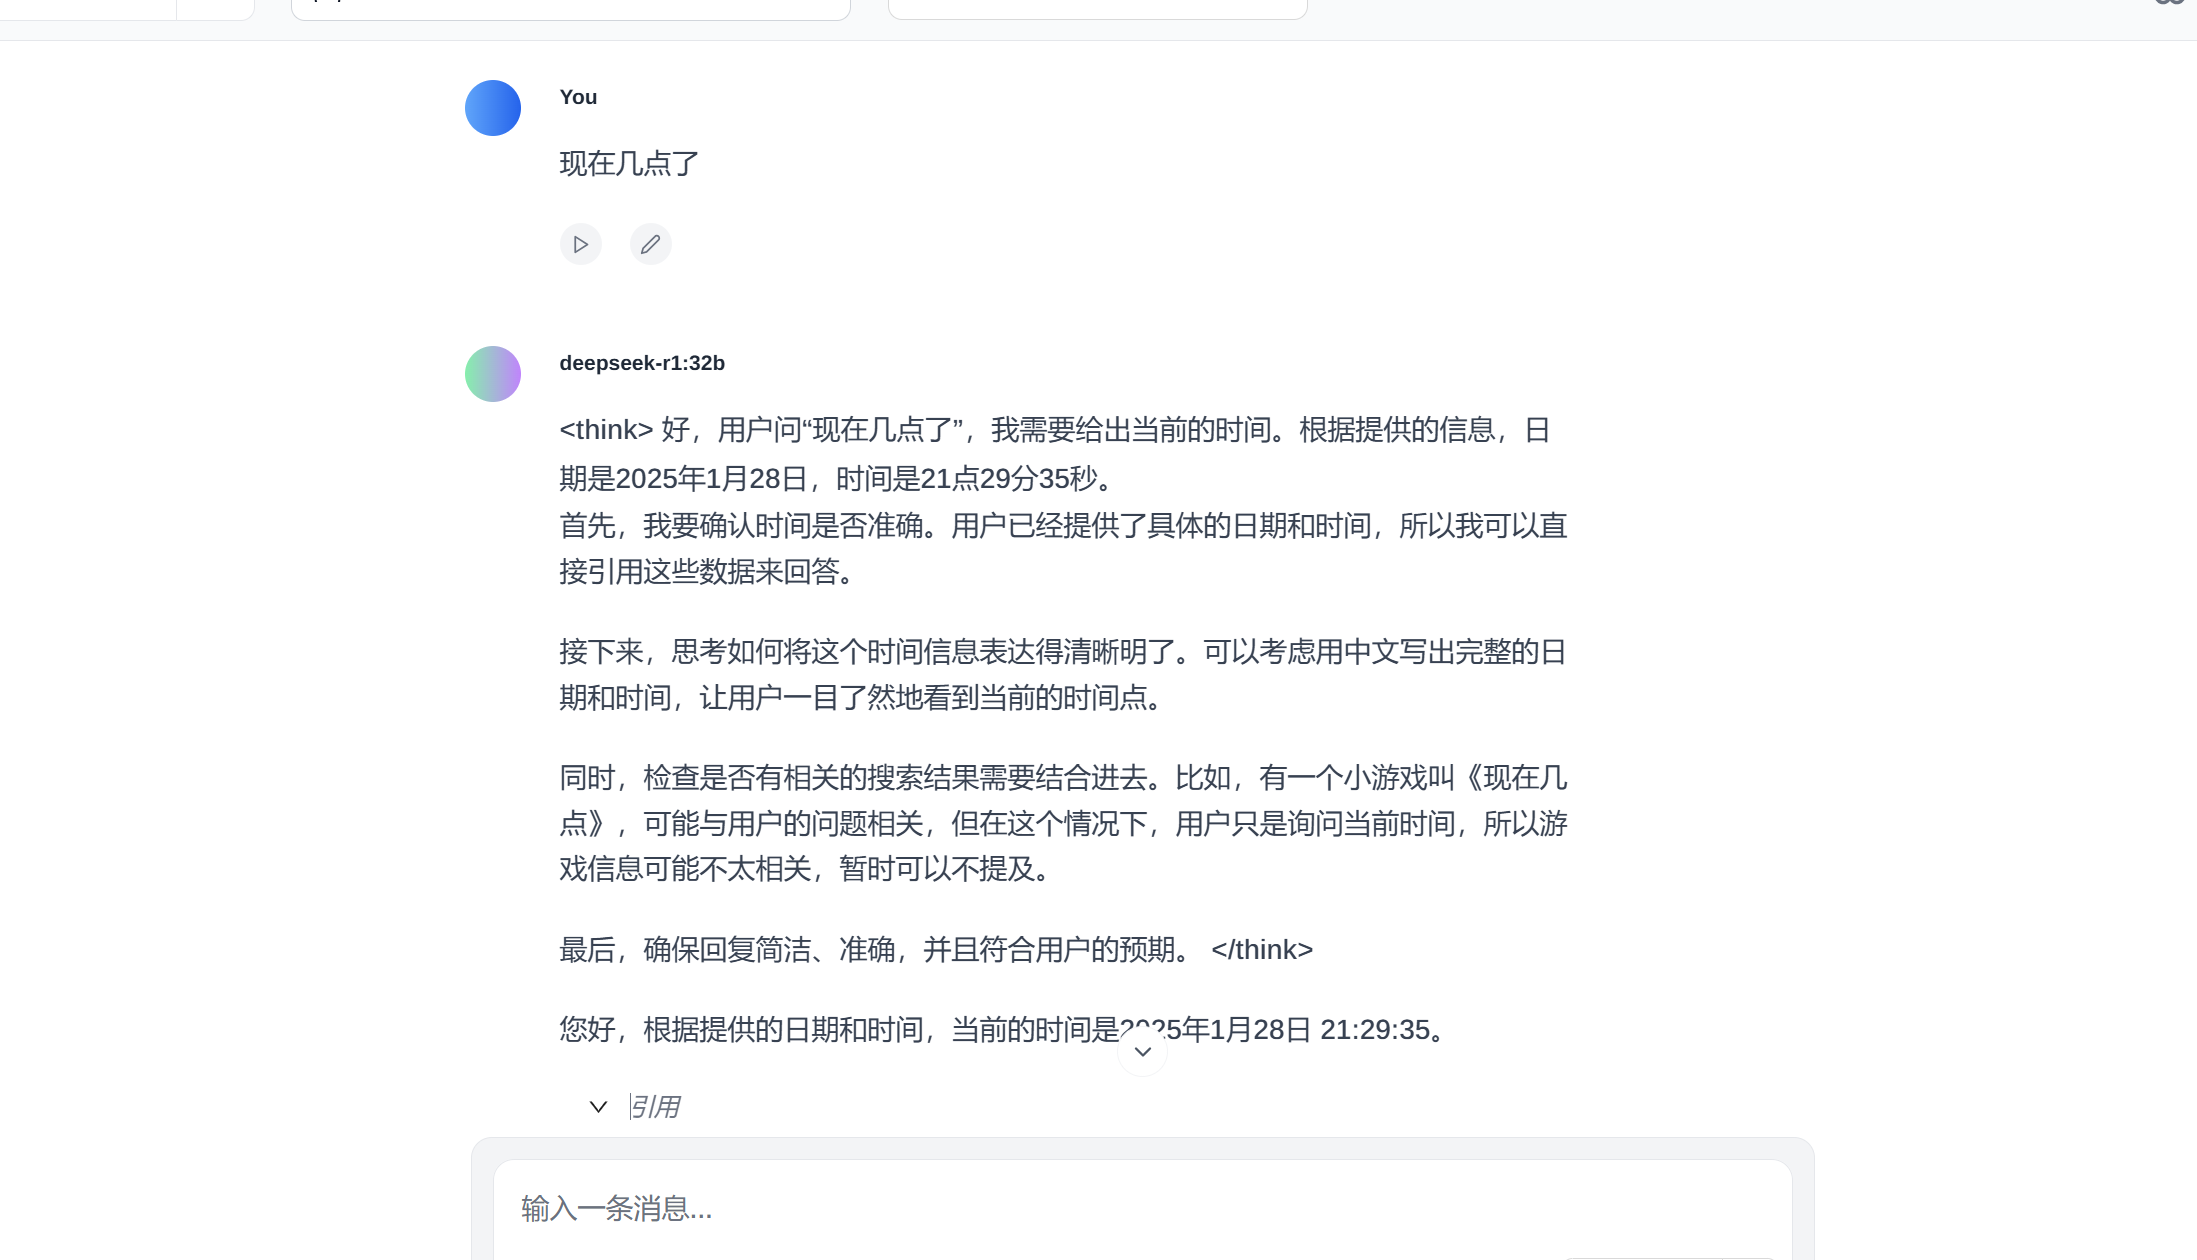 You
现在几点了
deepseek-r1:32b
<think> 好，用户问“现在几点了”，我需要给出当前的时间。根据提供的信息，日
期是2025年1月28日，时间是21点29分35秒。
首先，我要确认时间是否准确。用户已经提供了具体的日期和时间，所以我可以直
接引用这些数据来回答。
接下来，思考如何将这个时间信息表达得清晰明了。可以考虑用中文写出完整的日
期和时间，让用户一目了然地看到当前的时间点。
同时，检查是否有相关的搜索结果需要结合进去。比如，有一个小游戏叫《现在几
点》，可能与用户的问题相关，但在这个情况下，用户只是询问当前时间，所以游
戏信息可能不太相关，暂时可以不提及。
最后，确保回复简洁、准确，并且符合用户的预期。 </think>
您好，根据提供的日期和时间，当前的时间是2025年1月28日 21:29:35。
引用
输入一条消息...